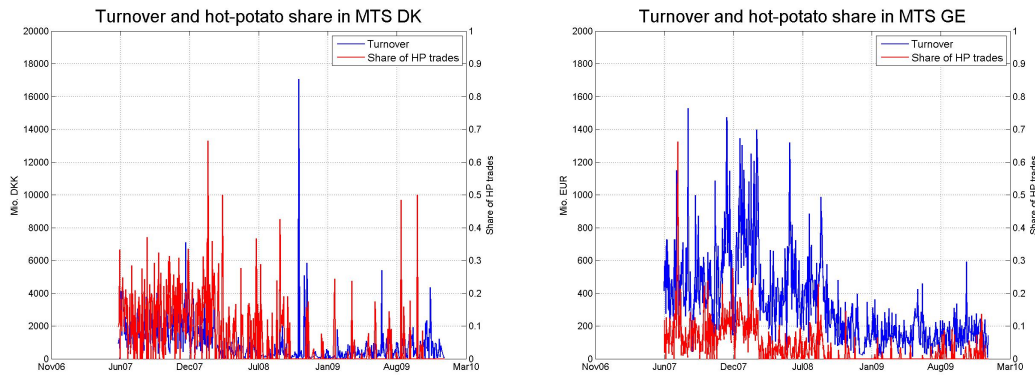 Turnover and hot-potato share in MTS DK
20000
18000
16000
14000
12000
10000
8000
6000
4000
2000
0
Mio. DKK
1
0.9
0.8
0.7
0.6
0.5
0.4
0.3
0.2
0.1
0
Share of HP trades
Turnover
Share of HP trades
Nov06
Jun07
Dec07
Jul08
Jan09
Aug09
Mar10
Turnover and hot-potato share in MTS GE
2000
1800
1600
1400
1200
1000
800
600
400
200
0
Mio. EUR
1
0.9
0.8
0.7
0.6
0.5
0.4
0.3
0.2
0.1
0
Share of HP trades
Turnover
Share of HP trades
Nov06
Jun07
Dec07
Jul08
Jan09
Aug09
Mar10